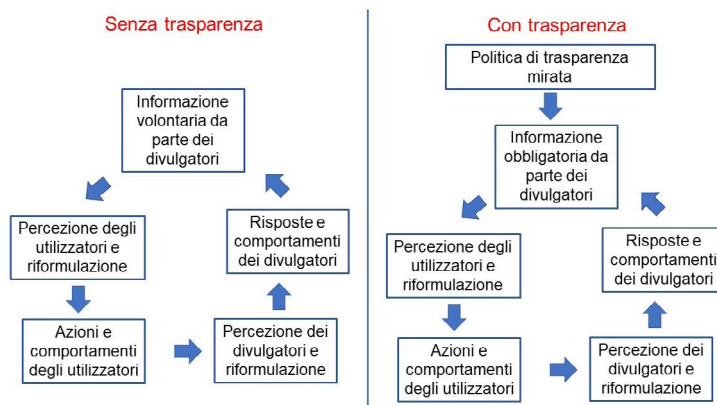 Senza trasparenza
Informazione
volontaria da
parte dei
divulgatori
Percezione degli
utilizzatori e
riformulazione
Risposte e
comportamenti
dei divulgatori
Azioni e
comportamenti
degli utilizzatori
Percezione dei
divulgatori e
riformulazione
Con trasparenza
Politica di trasparenza
mirata
Informazione
obbligatoria da
parte dei
divulgatori
Percezione degli
utilizzatori e
riformulazione
Risposte e
comportamenti
dei divulgatori
Azioni e
comportamenti
degli utilizzatori
Percezione dei
divulgatori e
riformulazione